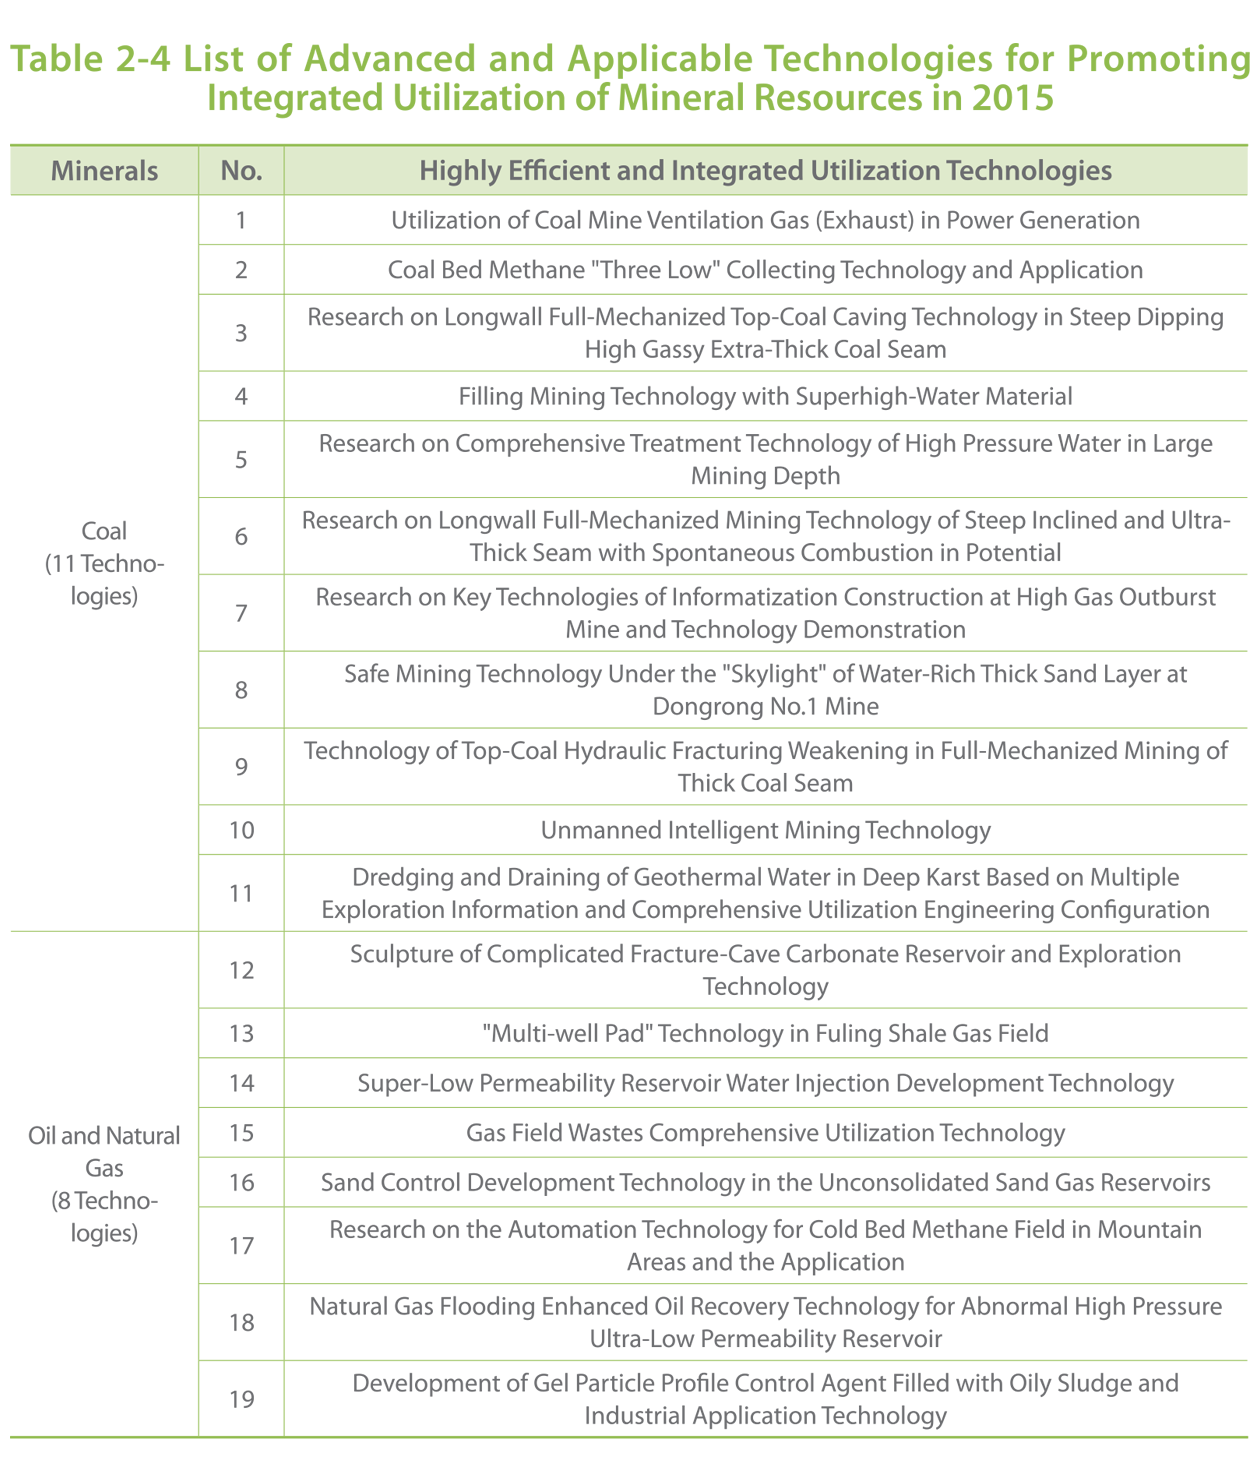 Table 2-4 List of Advanced and Applicable Technologies for Promoting
Integrated Utilization of Mineral Resources in 2015
Minerals No. Highly Efficient and Integrated Utilization Technologies
Coal
(11 Techno-
logies)
1 Utilization of Coal Mine Ventilation Gas (Exhaust) in Power Generation
2 Coal Bed Methane "Three Low" Collecting Technology and Application
3 Research on Longwall Full-Mechanized Top-Coal Caving Technology in Steep Dipping
High Gassy Extra-Thick Coal Seam
4 Filling Mining Technology with Superhigh-Water Material
5 Research on Comprehensive Treatment Technology of High Pressure Water in Large
Mining Depth
6 Research on Longwall Full-Mechanized Mining Technology of Steep Inclined and Ultra-
Thick Seam with Spontaneous Combustion in Potential
7 Research on Key Technologies of Informatization Construction at High Gas Outburst
Mine and Technology Demonstration
8 Safe Mining Technology Under the "Skylight" of Water-Rich Thick Sand Layer at
Dongrong No.1 Mine
9 Technology of Top-Coal Hydraulic Fracturing Weakening in Full-Mechanized Mining of
Thick Coal Seam
10 Unmanned Intelligent Mining Technology
11 Dredging and Draining of Geothermal Water in Deep Karst Based on Multiple
Exploration Information and Comprehensive Utilization Engineering Configuration
Oil and Natural
Gas
(8 Techno-
logies)
12 Sculpture of Complicated Fracture-Cave Carbonate Reservoir and Exploration
Technology
13 "Multi-well Pad" Technology in Fuling Shale Gas Field
14 Super-Low Permeability Reservoir Water Injection Development Technology
15 Gas Field Wastes Comprehensive Utilization Technology
16 Sand Control Development Technology in the Unconsolidated Sand Gas Reservoirs
17 Research on the Automation Technology for Cold Bed Methane Field in Mountain
Areas and the Application
18 Natural Gas Flooding Enhanced Oil Recovery Technology for Abnormal High Pressure
Ultra-Low Permeability Reservoir
19 Development of Gel Particle Profile Control Agent Filled with Oily Sludge and
Industrial Application Technology